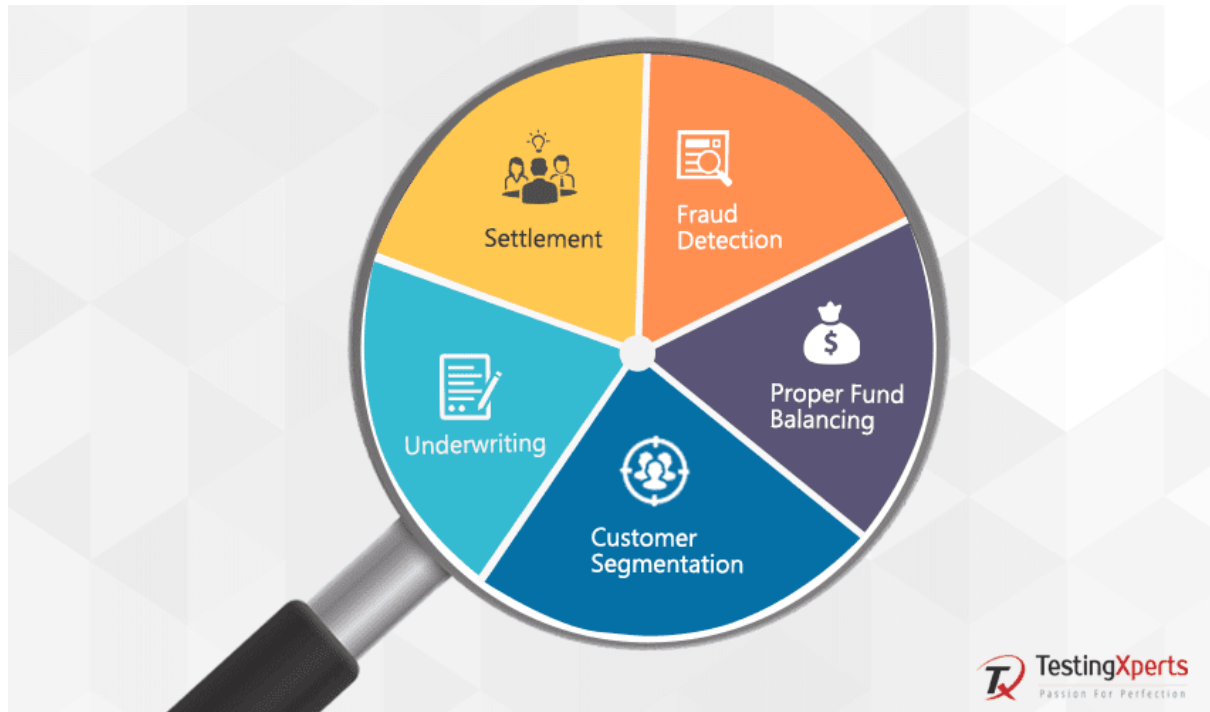 Settlement
Fraud
Detection
Proper Fund
Balancing
$
Underwriting
Customer
Segmentation
TestingXperts
Passion For Perfection